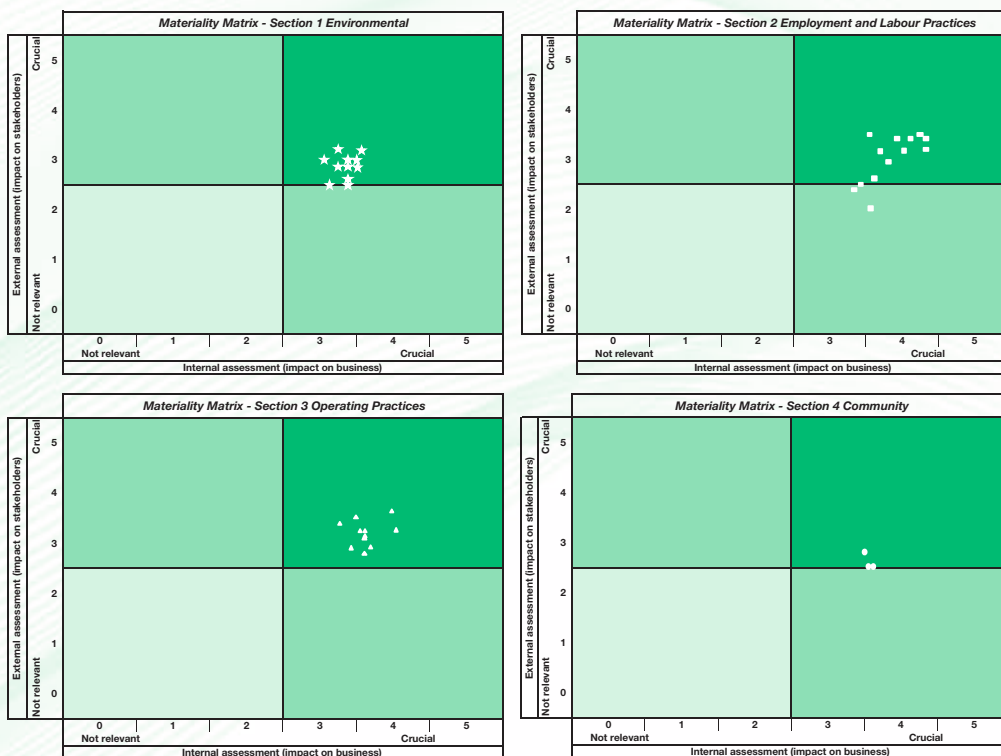 Materiality Matrix - Section 1 Environmental
External assessment (impact on stakeholders)
Crucial
Not relevant
5
4
3
2
1
0
0 1 2 3 4 5
Not relevant Crucial
Internal assessment (impact on business)
Materiality Matrix - Section 2 Employment and Labour Practices
External assessment (impact on stakeholders)
Crucial
Not relevant
5
4
3
2
1
0
0 1 2 3 4 5
Not relevant Crucial
Internal assessment (impact on business)
Materiality Matrix - Section 3 Operating Practices
External assessment (impact on stakeholders)
Crucial
Not relevant
5
4
3
2
1
0
0 1 2 3 4 5
Not relevant Crucial
Internal assessment (impact on business)
Materiality Matrix - Section 4 Community
External assessment (impact on stakeholders)
Crucial
Not relevant
5
4
3
2
1
0
0 1 2 3 4 5
Not relevant Crucial
Internal assessment (impact on business)